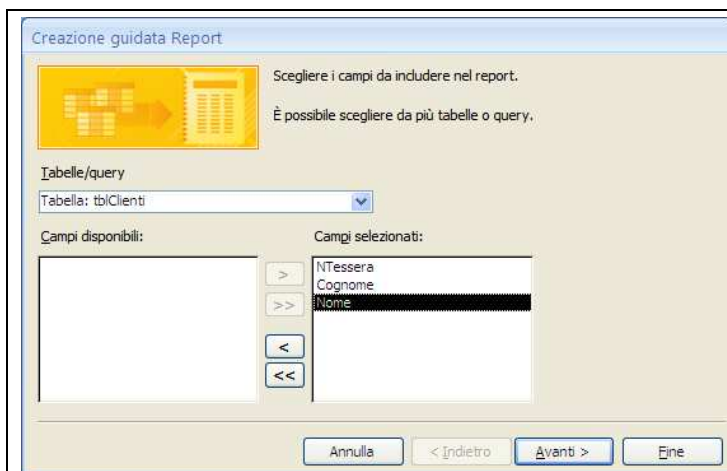 Creazione guidata Report
Scegliere i campi da includere nel report.
È possibile scegliere da più tabelle o query.
Tabelle/query
Tabella: tblClienti
Campi disponibili:
Campi selezionati:
>
>>
<
<<
NTessera
Cognome
Nome
Annulla
< Indietro
Avanti >
Fine